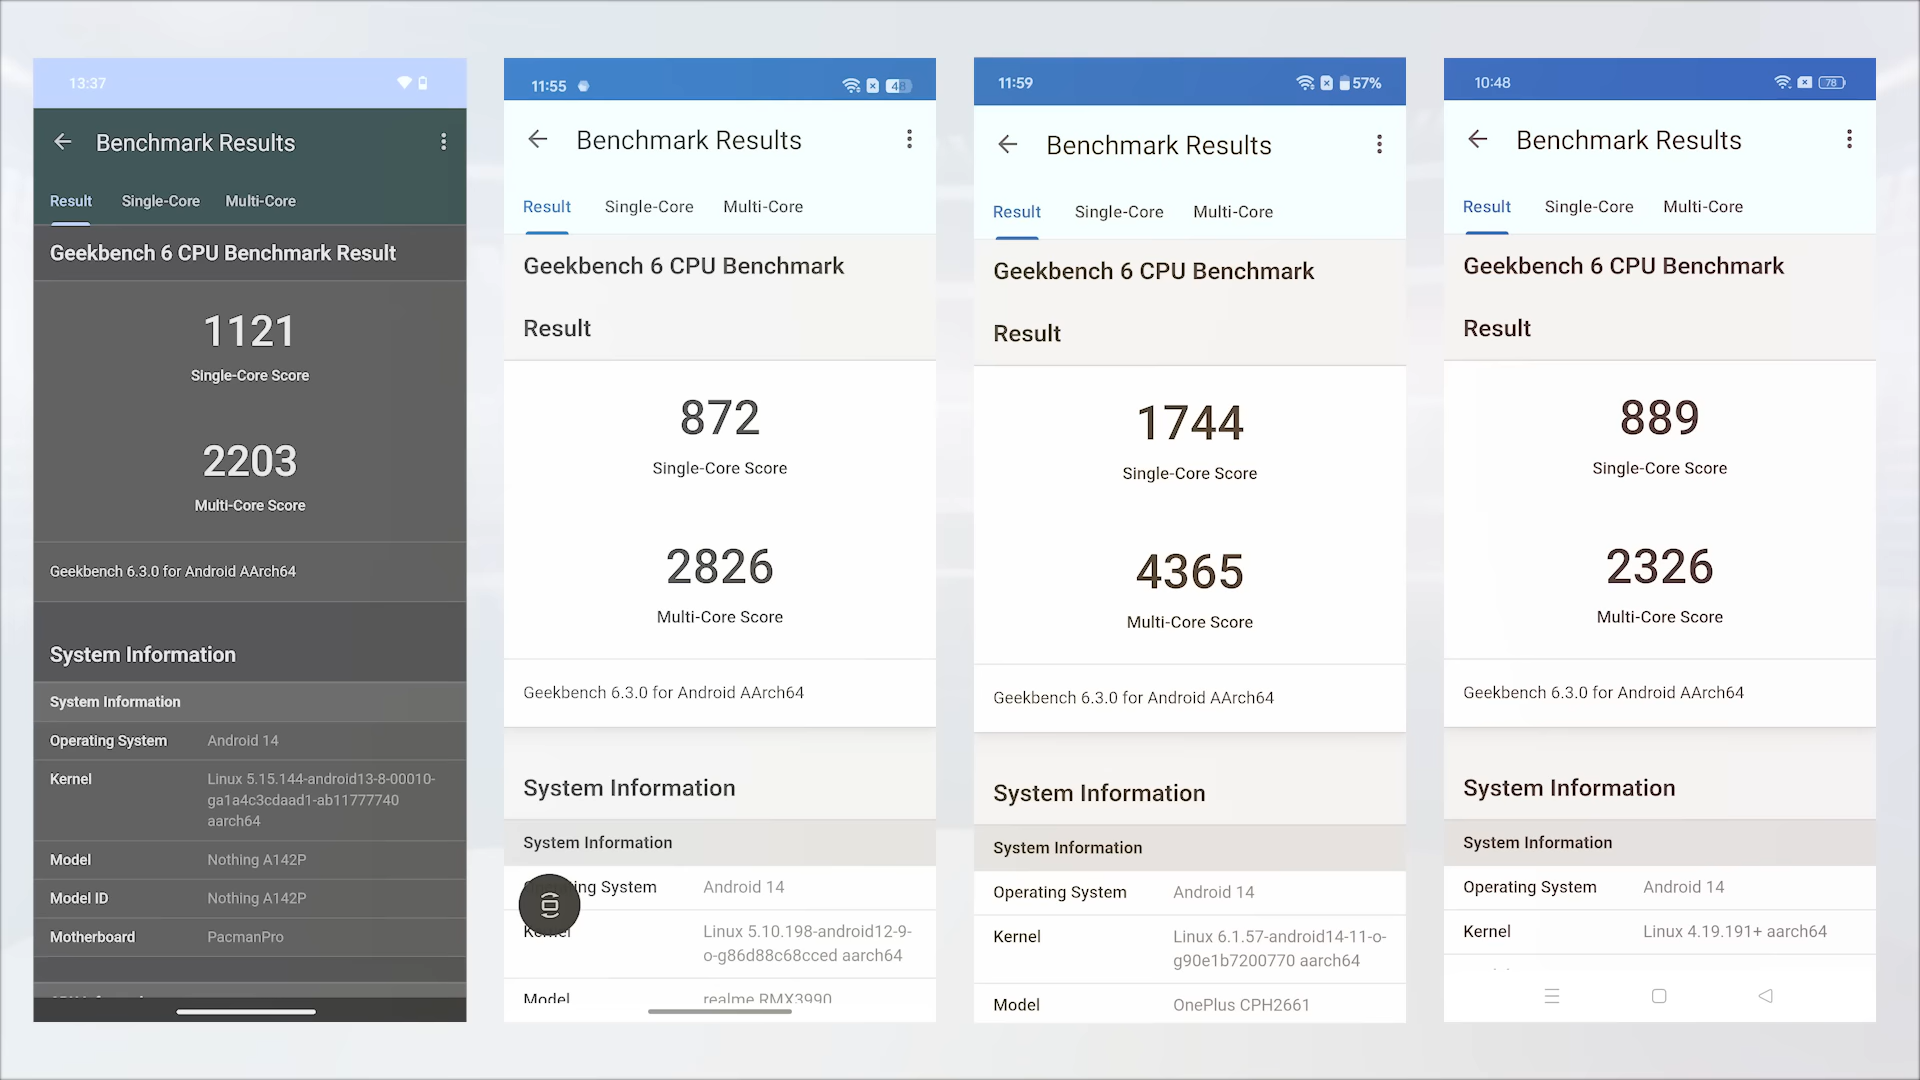 13:37
Benchmark Results
Result Single-Core Multi-Core
Geekbench 6 CPU Benchmark Result
1121
Single-Core Score
2203
Multi-Core Score
Geekbench 6.3.0 for Android AArch64
System Information
System Information
Operating System Android 14
Kernel Linux 5.15.144-android13-8-00010-
ga1a4c3cdaad1-ab11777740
aarch64
Model Nothing A142P
Model ID Nothing A142P
Motherboard PacmanPro
11:55
Benchmark Results
Result Single-Core Multi-Core
Geekbench 6 CPU Benchmark
Result
872
Single-Core Score
2826
Multi-Core Score
Geekbench 6.3.0 for Android AArch64
System Information
System Information
ing System Android 14
Kernel Linux 5.10.198-android12-9-
o-g86d88c68cced aarch64
Model realme RMX3990
11:59 57%
Benchmark Results
Result Single-Core Multi-Core
Geekbench 6 CPU Benchmark
Result
1744
Single-Core Score
4365
Multi-Core Score
Geekbench 6.3.0 for Android AArch64
System Information
System Information
Operating System Android 14
Kernel Linux 6.1.57-android14-11-o-
g90e1b7200770 aarch64
Model OnePlus CPH2661
10:48 78
Benchmark Results
Result Single-Core Multi-Core
Geekbench 6 CPU Benchmark
Result
889
Single-Core Score
2326
Multi-Core Score
Geekbench 6.3.0 for Android AArch64
System Information
System Information
Operating System Android 14
Kernel Linux 4.19.191+ aarch64